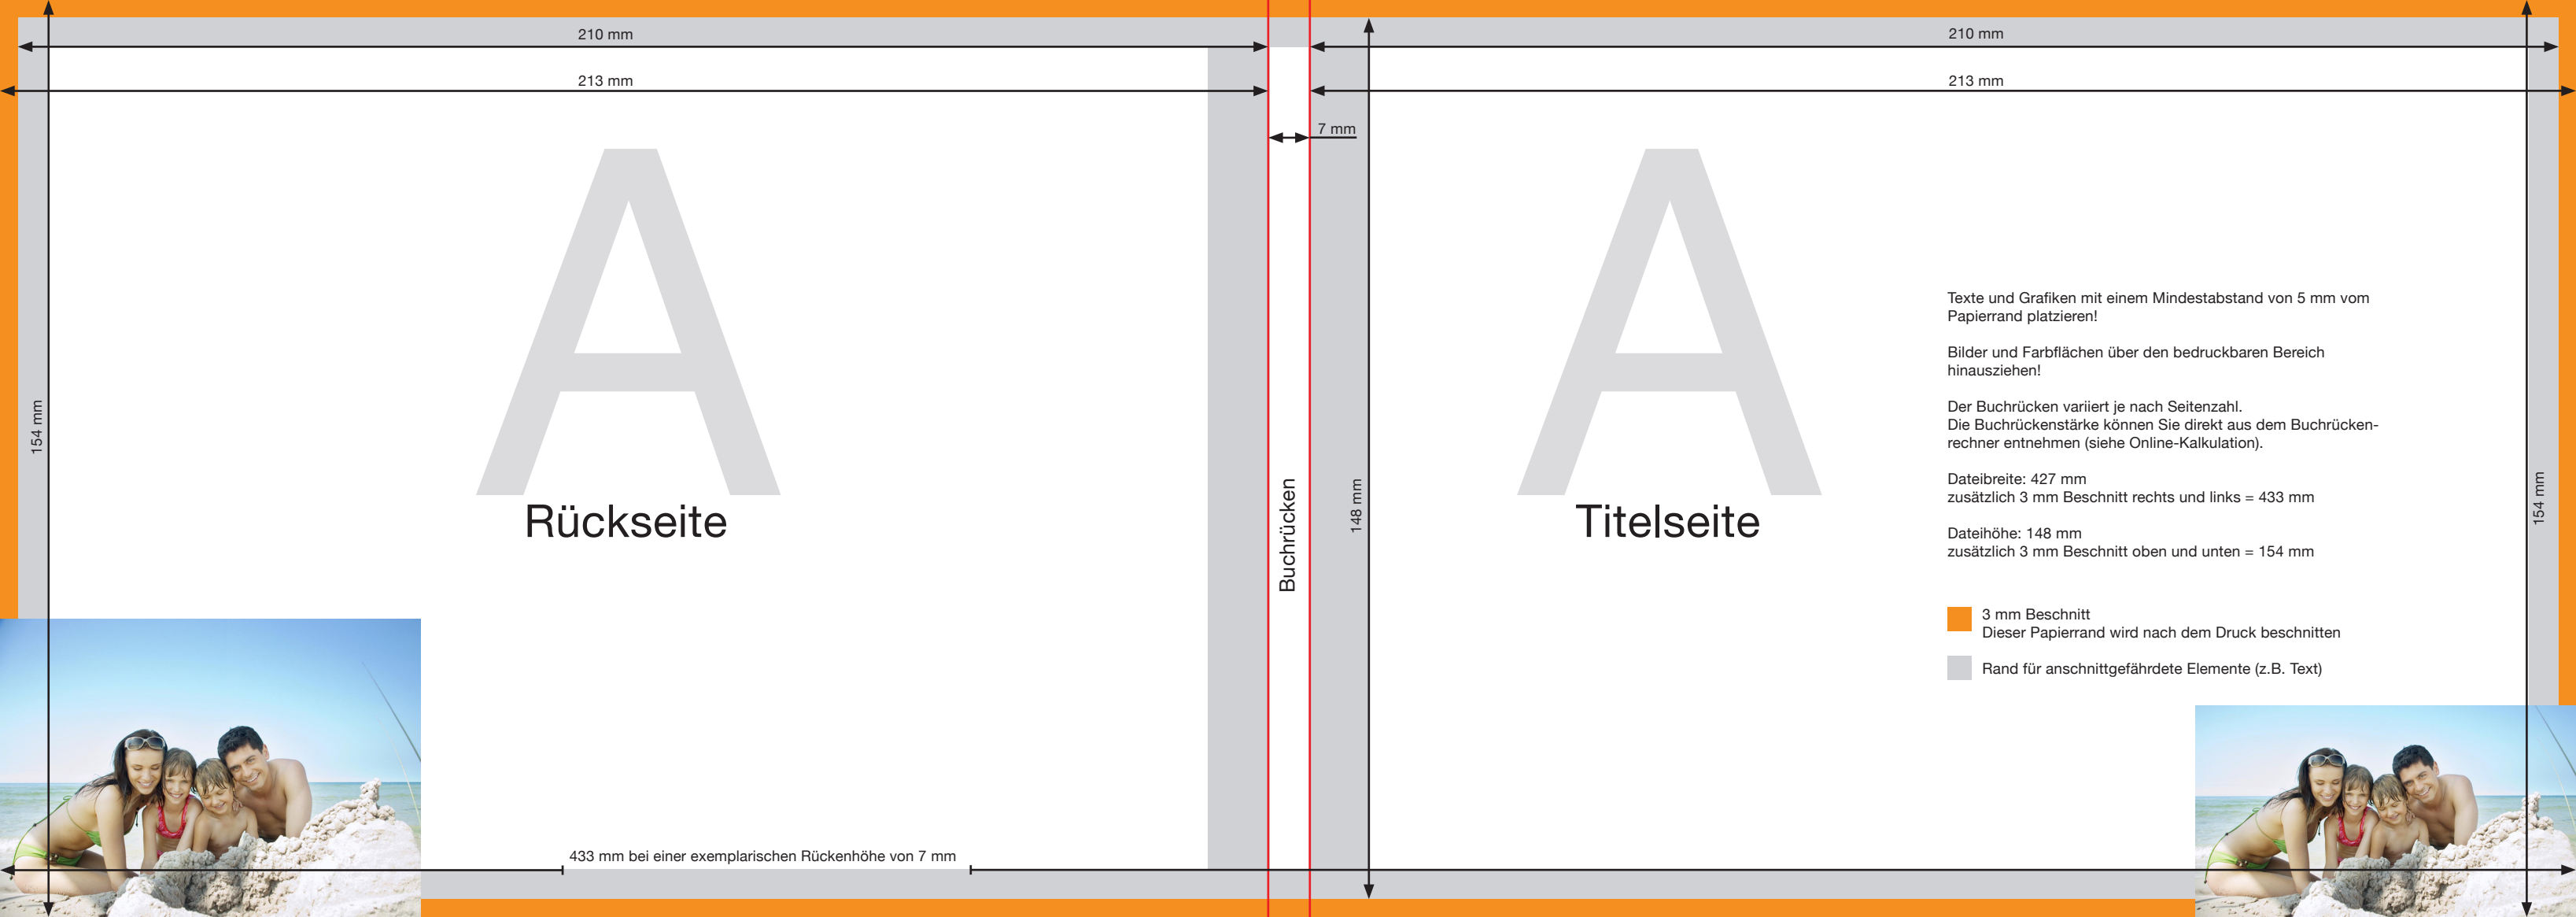 210 mm
210 mm
213 mm
213 mm
7 mm
A
A
Rückseite
Buchrücken
Titelseite
154 mm
148 mm
154 mm
Texte und Grafiken mit einem Mindestabstand von 5 mm vom
Papierrand platzieren!
Bilder und Farbflächen über den bedruckbaren Bereich
hinausziehen!
Der Buchrücken variiert je nach Seitenzahl.
Die Buchrückenstärke können Sie direkt aus dem Buchrücken-
rechner entnehmen (siehe Online-Kalkulation).
Dateibreite: 427 mm
zusätzlich 3 mm Beschnitt rechts und links = 433 mm
Dateihöhe: 148 mm
zusätzlich 3 mm Beschnitt oben und unten = 154 mm
3 mm Beschnitt
Dieser Papierrand wird nach dem Druck beschnitten
Rand für anschnittgefährdete Elemente (z.B. Text)
433 mm bei einer exemplarischen Rückenhöhe von 7 mm